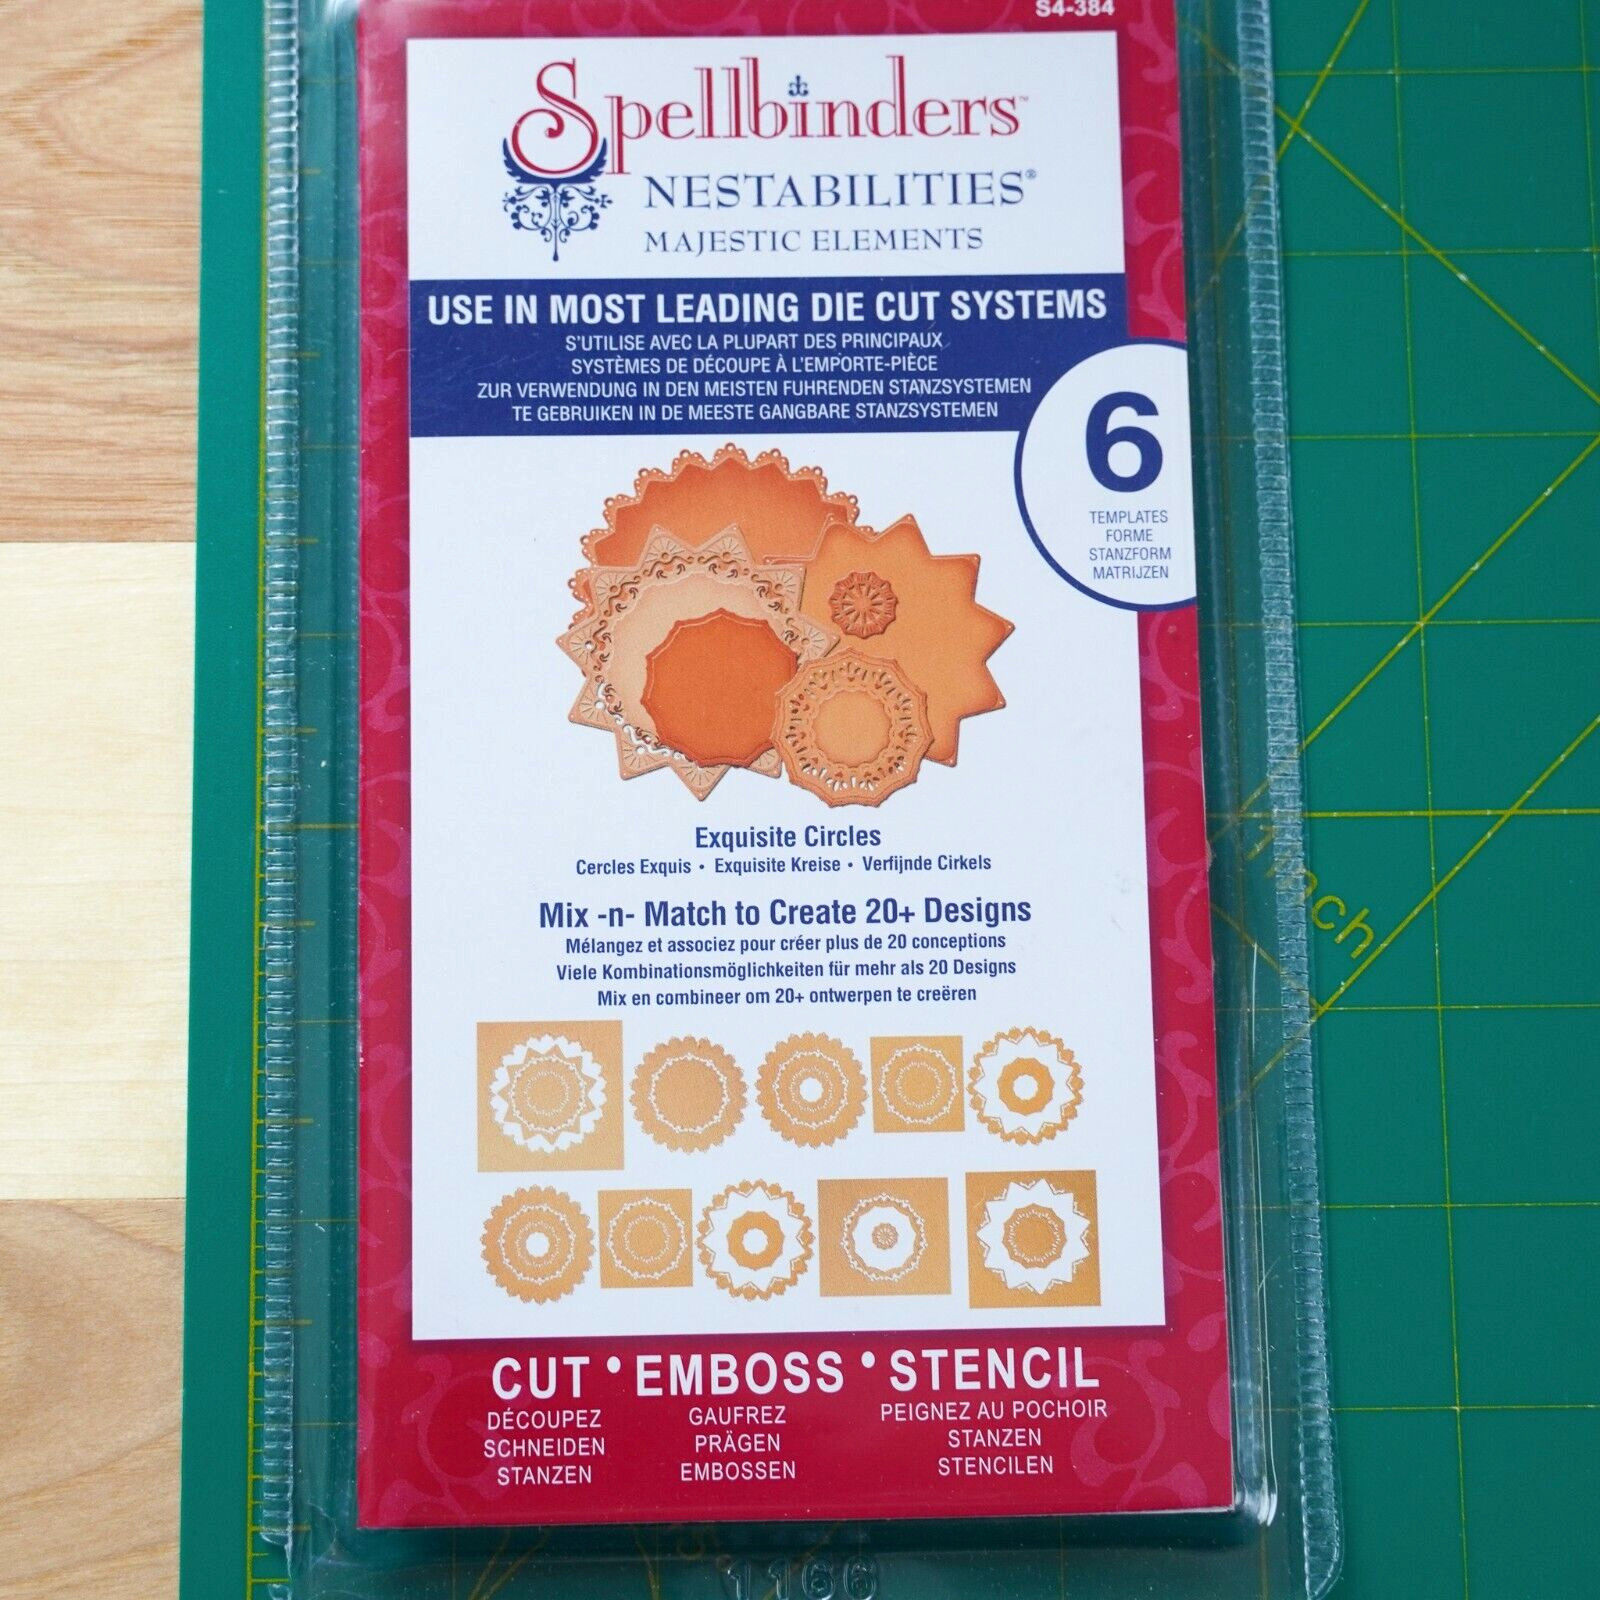 S4-384
Spellbinders™
NESTABILITIES®
MAJESTIC ELEMENTS
USE IN MOST LEADING DIE CUT SYSTEMS
S'UTILISE AVEC LA PLUPART DES PRINCIPAUX
SYSTÈMES DE DÉCOUPE À L'EMPORTE-PIÈCE
ZUR VERWENDUNG IN DEN MEISTEN FUHRENDEN STANZSYSTEMEN
TE GEBRUIKEN IN DE MEESTE GANGBARE STANZSYSTEMEN
6
TEMPLATES
FORME
STANZFORM
MATRIJZEN
Exquisite Circles
Cercles Exquis • Exquisite Kreise • Verfijnde Cirkels
Mix -n- Match to Create 20+ Designs
Mélangez et associez pour créer plus de 20 conceptions
Viele Kombinationsmöglichkeiten für mehr als 20 Designs
Mix en combineer om 20+ ontwerpen te creëren
CUT • EMBOSS • STENCIL
DÉCOUPEZ GAUFREZ PEIGNEZ AU POCHOIR
SCHNEIDEN PRÄGEN STANZEN
STANZEN EMBOSSEN STENCILEN
1 inch
1166